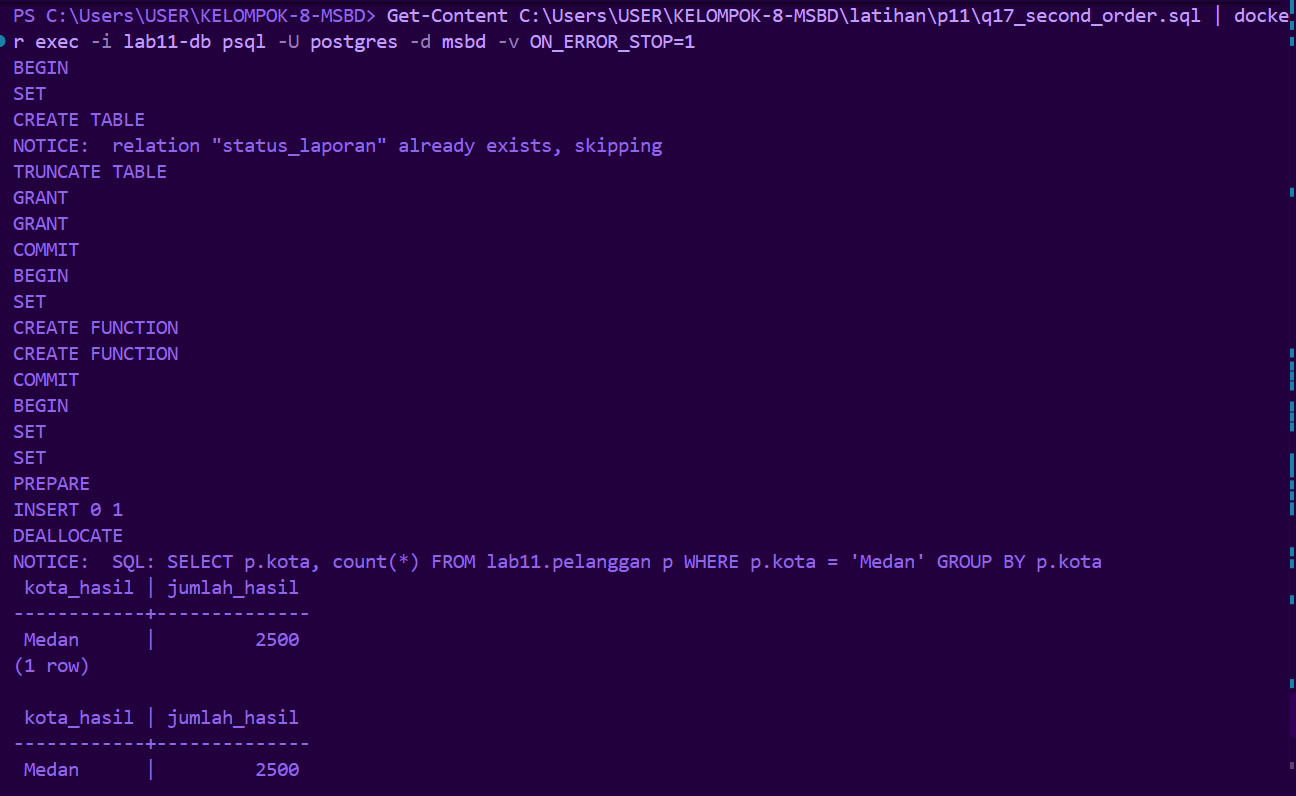 PS C:\Users\USER\KELOMPOK-8-MSBD> Get-Content C:\Users\USER\KELOMPOK-8-MSBD\latihan\p11\q17_second_order.sql | docke
r exec -i lab11-db psql -U postgres -d msbd -v ON_ERROR_STOP=1
BEGIN
SET
CREATE TABLE
NOTICE:  relation "status_laporan" already exists, skipping
TRUNCATE TABLE
GRANT
GRANT
COMMIT
BEGIN
SET
CREATE FUNCTION
CREATE FUNCTION
COMMIT
BEGIN
SET
SET
PREPARE
INSERT 0 1
DEALLOCATE
NOTICE:  SQL: SELECT p.kota, count(*) FROM lab11.pelanggan p WHERE p.kota = 'Medan' GROUP BY p.kota
 kota_hasil | jumlah_hasil
------------+--------------
 Medan      |         2500
(1 row)

 kota_hasil | jumlah_hasil
------------+--------------
 Medan      |         2500